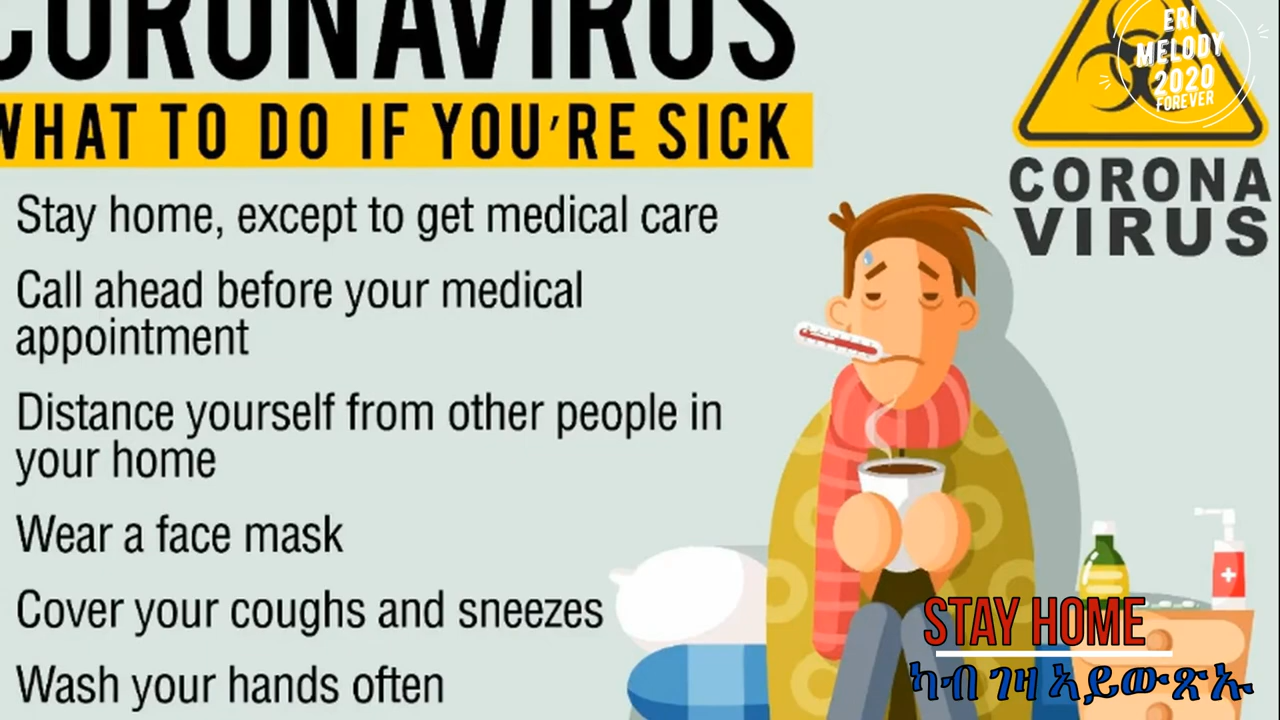 CORONAVIRUS
WHAT TO DO IF YOU'RE SICK
Stay home, except to get medical care
Call ahead before your medical
appointment
Distance yourself from other people in
your home
Wear a face mask
Cover your coughs and sneezes
Wash your hands often
ERI
MELODY
2020
FOREVER
CORONA
VIRUS
STAY HOME
ካብ ገዛ ኣይውጽኡ